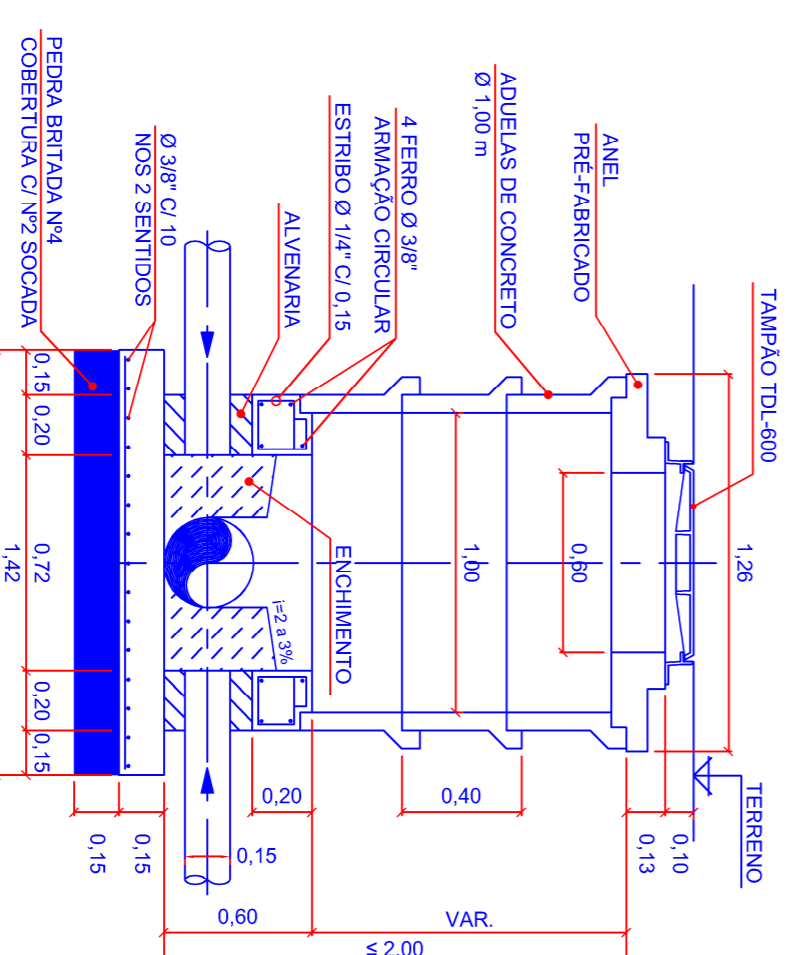 TAMPÃO TDL-600
TERRENO
ANEL
PRÉ-FABRICADO
ADUELAS DE CONCRETO
Ø 1,00 m
4 FERRO Ø 3/8"
ARMAÇÃO CIRCULAR
ESTRIBO Ø 1/4" C/ 0,15
ALVENARIA
Ø 3/8" C/ 10
NOS 2 SENTIDOS
PEDRA BRITADA Nº4
COBERTURA C/ Nº2 SOCADA
ENCHIMENTO
i=2 a 3%
1,26
0,60
1,00
0,10
0,13
0,40
0,20
0,15
0,15
0,15
VAR.
≤ 2,00
0,60
0,15
0,20
0,72
0,20
0,15
1,42